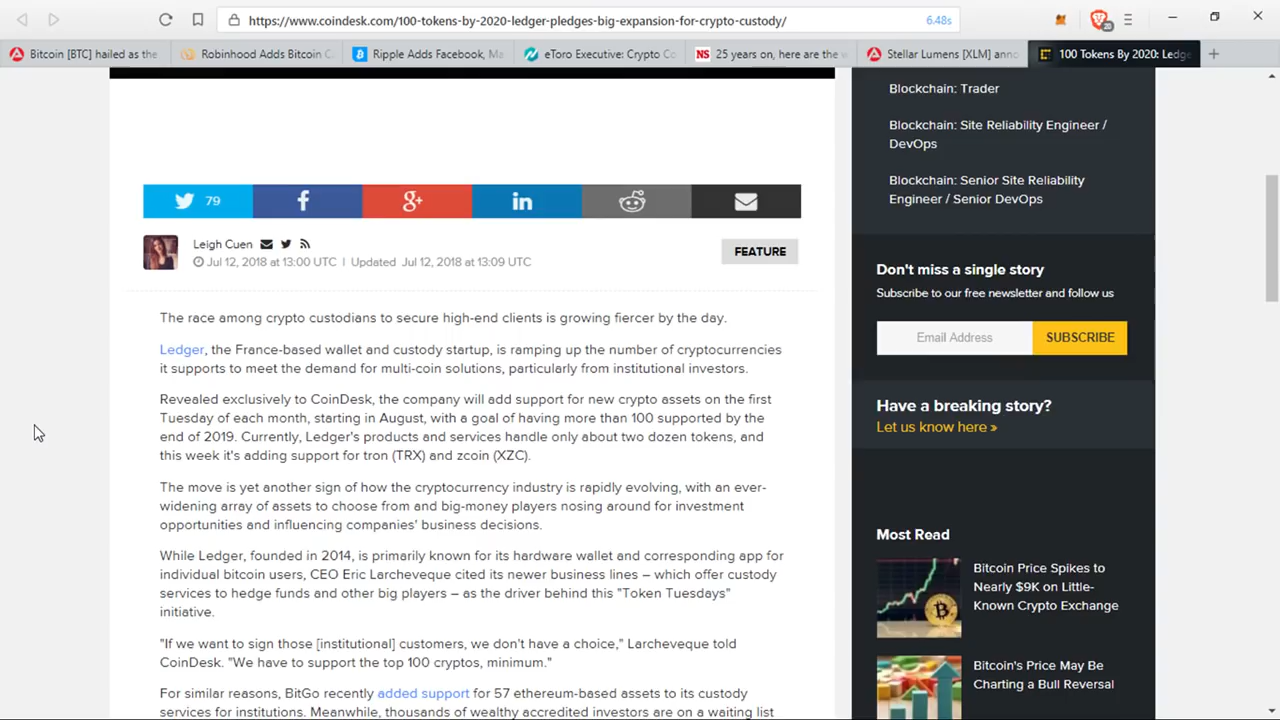 https://www.coindesk.com/100-tokens-by-2020-ledger-pledges-big-expansion-for-crypto-custody/
6.48s
20
Bitcoin [BTC] hailed as the
Robinhood Adds Bitcoin C
Ripple Adds Facebook, Ma
eToro Executive: Crypto Co
NS 25 years on, here are the w
Stellar Lumens [XLM] anno
100 Tokens By 2020: Ledge
79
f
g+
in
Leigh Cuen
Jul 12, 2018 at 13:00 UTC | Updated Jul 12, 2018 at 13:09 UTC
FEATURE
The race among crypto custodians to secure high-end clients is growing fiercer by the day.
Ledger, the France-based wallet and custody startup, is ramping up the number of cryptocurrencies
it supports to meet the demand for multi-coin solutions, particularly from institutional investors.
Revealed exclusively to CoinDesk, the company will add support for new crypto assets on the first
Tuesday of each month, starting in August, with a goal of having more than 100 supported by the
end of 2019. Currently, Ledger's products and services handle only about two dozen tokens, and
this week it's adding support for tron (TRX) and zcoin (XZC).
The move is yet another sign of how the cryptocurrency industry is rapidly evolving, with an ever-
widening array of assets to choose from and big-money players nosing around for investment
opportunities and influencing companies' business decisions.
While Ledger, founded in 2014, is primarily known for its hardware wallet and corresponding app for
individual bitcoin users, CEO Eric Larcheveque cited its newer business lines – which offer custody
services to hedge funds and other big players – as the driver behind this "Token Tuesdays"
initiative.
"If we want to sign those [institutional] customers, we don't have a choice," Larcheveque told
CoinDesk. "We have to support the top 100 cryptos, minimum."
For similar reasons, BitGo recently added support for 57 ethereum-based assets to its custody
services for institutions. Meanwhile, thousands of wealthy accredited investors are on a waiting list
Blockchain: Trader
Blockchain: Site Reliability Engineer /
DevOps
Blockchain: Senior Site Reliability
Engineer / Senior DevOps
Don't miss a single story
Subscribe to our free newsletter and follow us
Email Address
SUBSCRIBE
Have a breaking story?
Let us know here »
Most Read
Bitcoin Price Spikes to
Nearly $9K on Little-
Known Crypto Exchange
Bitcoin's Price May Be
Charting a Bull Reversal